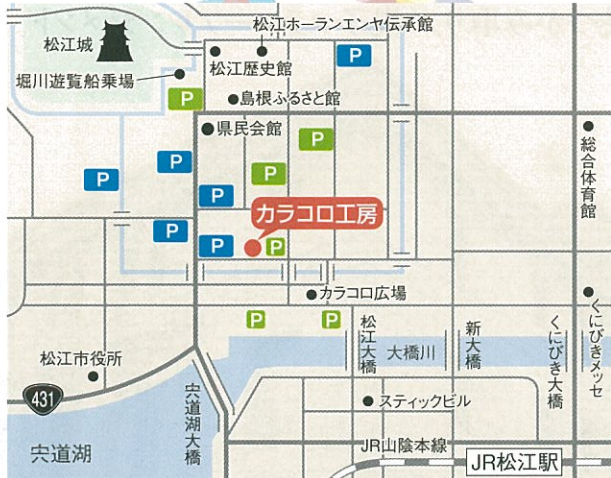 松江ホーランエンヤ伝承館
松江城
P
松江歴史館
堀川遊覧船乗場
P
島根ふるさと館
県民会館
P
総合体育館
P
P
P
P
カラコロ工房
P
P
P
カラコロ広場
P
P
松江大橋
大橋川
新大橋
くにびき大橋
くにびきメッセ
松江市役所
431
宍道湖大橋
スティックビル
宍道湖
JR山陰本線
JR松江駅